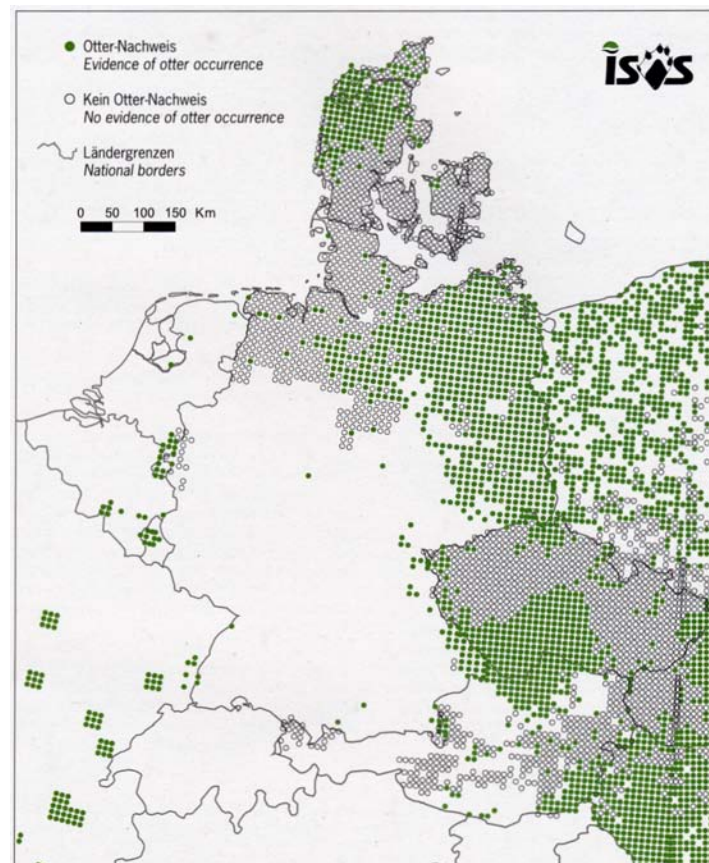 Otter-Nachweis
Evidence of otter occurrence
Kein Otter-Nachweis
No evidence of otter occurrence
Ländergrenzen
National borders
0 50 100 150 Km
isos